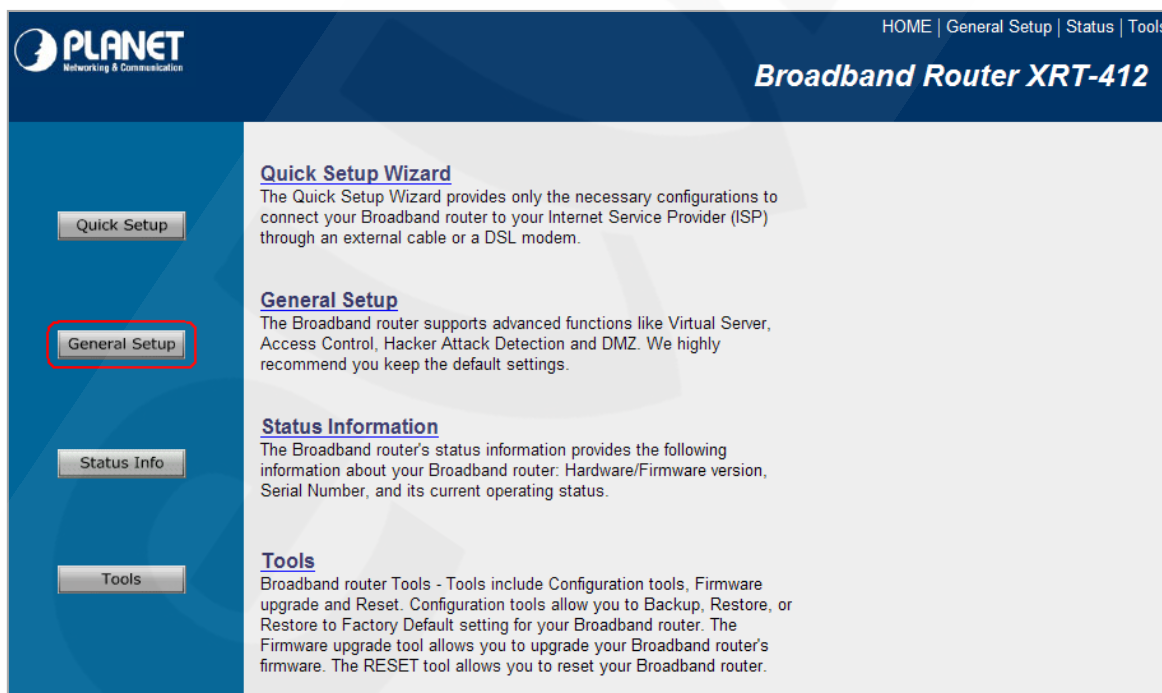 PLANET
Networking & Communication
HOME | General Setup | Status | Tools
Broadband Router XRT-412
Quick Setup
General Setup
Status Info
Tools
Quick Setup Wizard
The Quick Setup Wizard provides only the necessary configurations to
connect your Broadband router to your Internet Service Provider (ISP)
through an external cable or a DSL modem.
General Setup
The Broadband router supports advanced functions like Virtual Server,
Access Control, Hacker Attack Detection and DMZ. We highly
recommend you keep the default settings.
Status Information
The Broadband router's status information provides the following
information about your Broadband router: Hardware/Firmware version,
Serial Number, and its current operating status.
Tools
Broadband router Tools - Tools include Configuration tools, Firmware
upgrade and Reset. Configuration tools allow you to Backup, Restore, or
Restore to Factory Default setting for your Broadband router. The
Firmware upgrade tool allows you to upgrade your Broadband router's
firmware. The RESET tool allows you to reset your Broadband router.